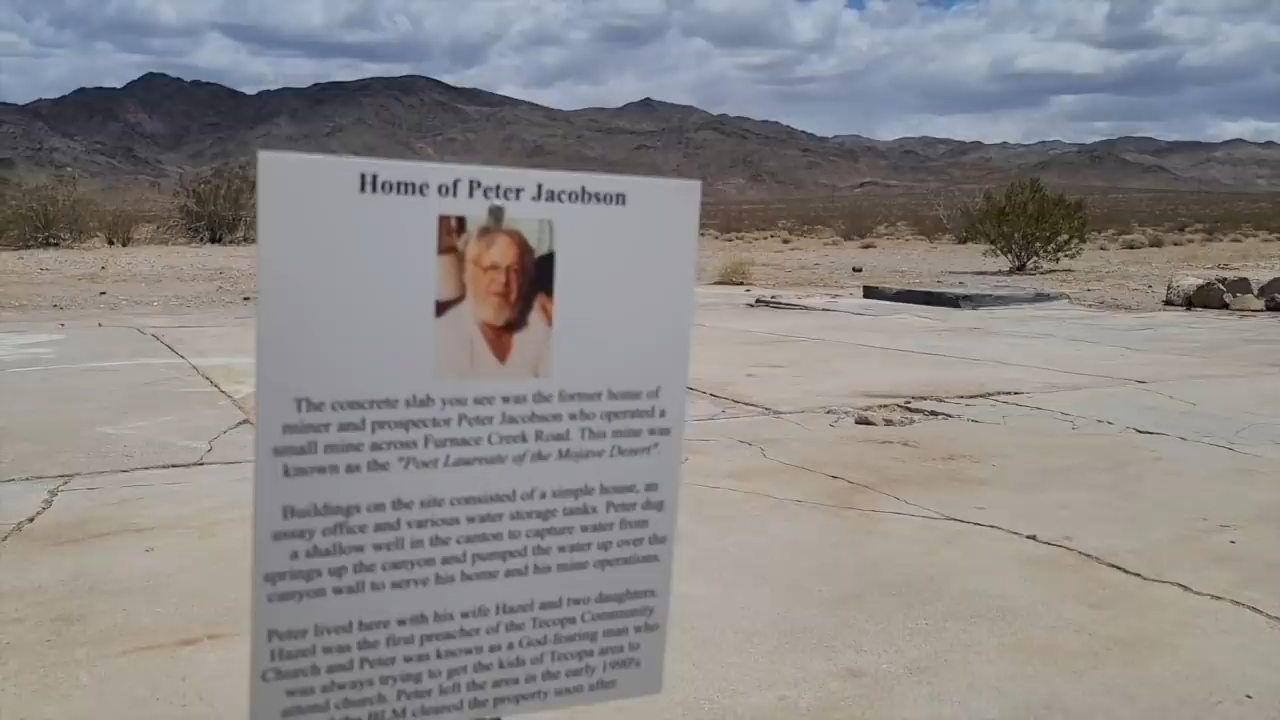 Home of Peter Jacobson
The concrete slab you see was the former home of
miner and prospector Peter Jacobson who operated a
small mine across Furnace Creek Road. This mine was
known as the "Poet Laureate of the Mojave Desert".
Buildings on the site consisted of a simple house, an
assay office and various water storage tanks. Peter dug
a shallow well in the canton to capture water from
springs up the canyon and pumped the water up over the
canyon wall to serve his home and his mine operations.
Peter lived here with his wife Hazel and two daughters.
Hazel was the first preacher of the Tecopa Community
Church and Peter was known as a God-fearing man who
was always trying to get the kids of Tecopa area to
attend church. Peter left the area in the early 1990's
the BLM cleared the property soon after